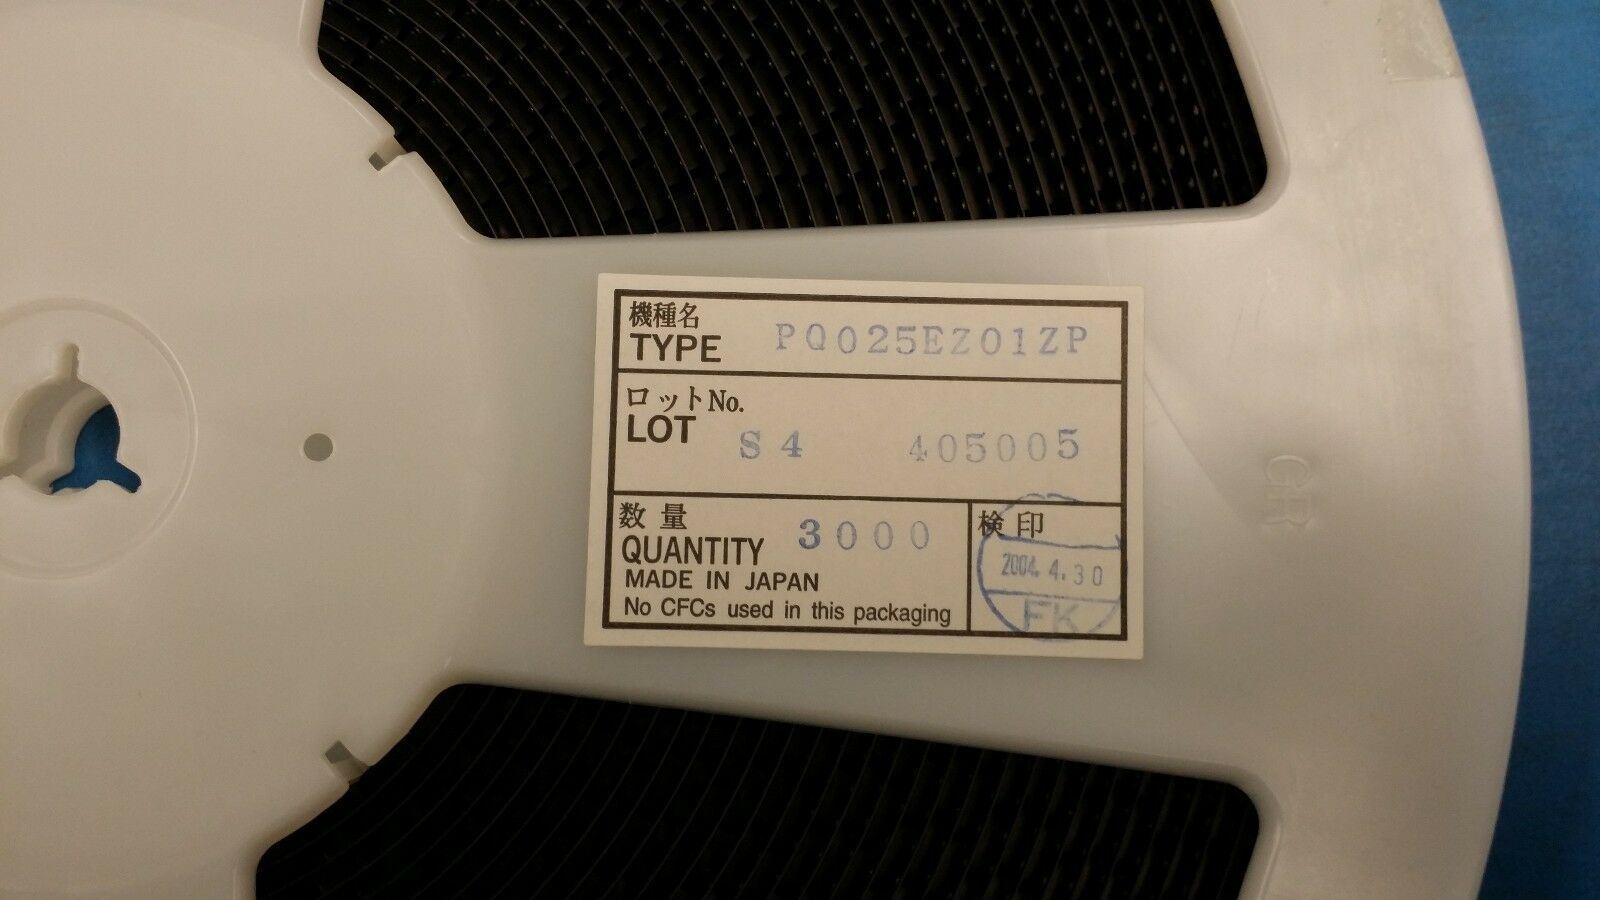 機種名
TYPE PQ025EZ01ZP
ロットNo.
LOT S4 405005
数量
QUANTITY 3000
MADE IN JAPAN
No CFCs used in this packaging
検印
2004. 4. 30
FK
GR